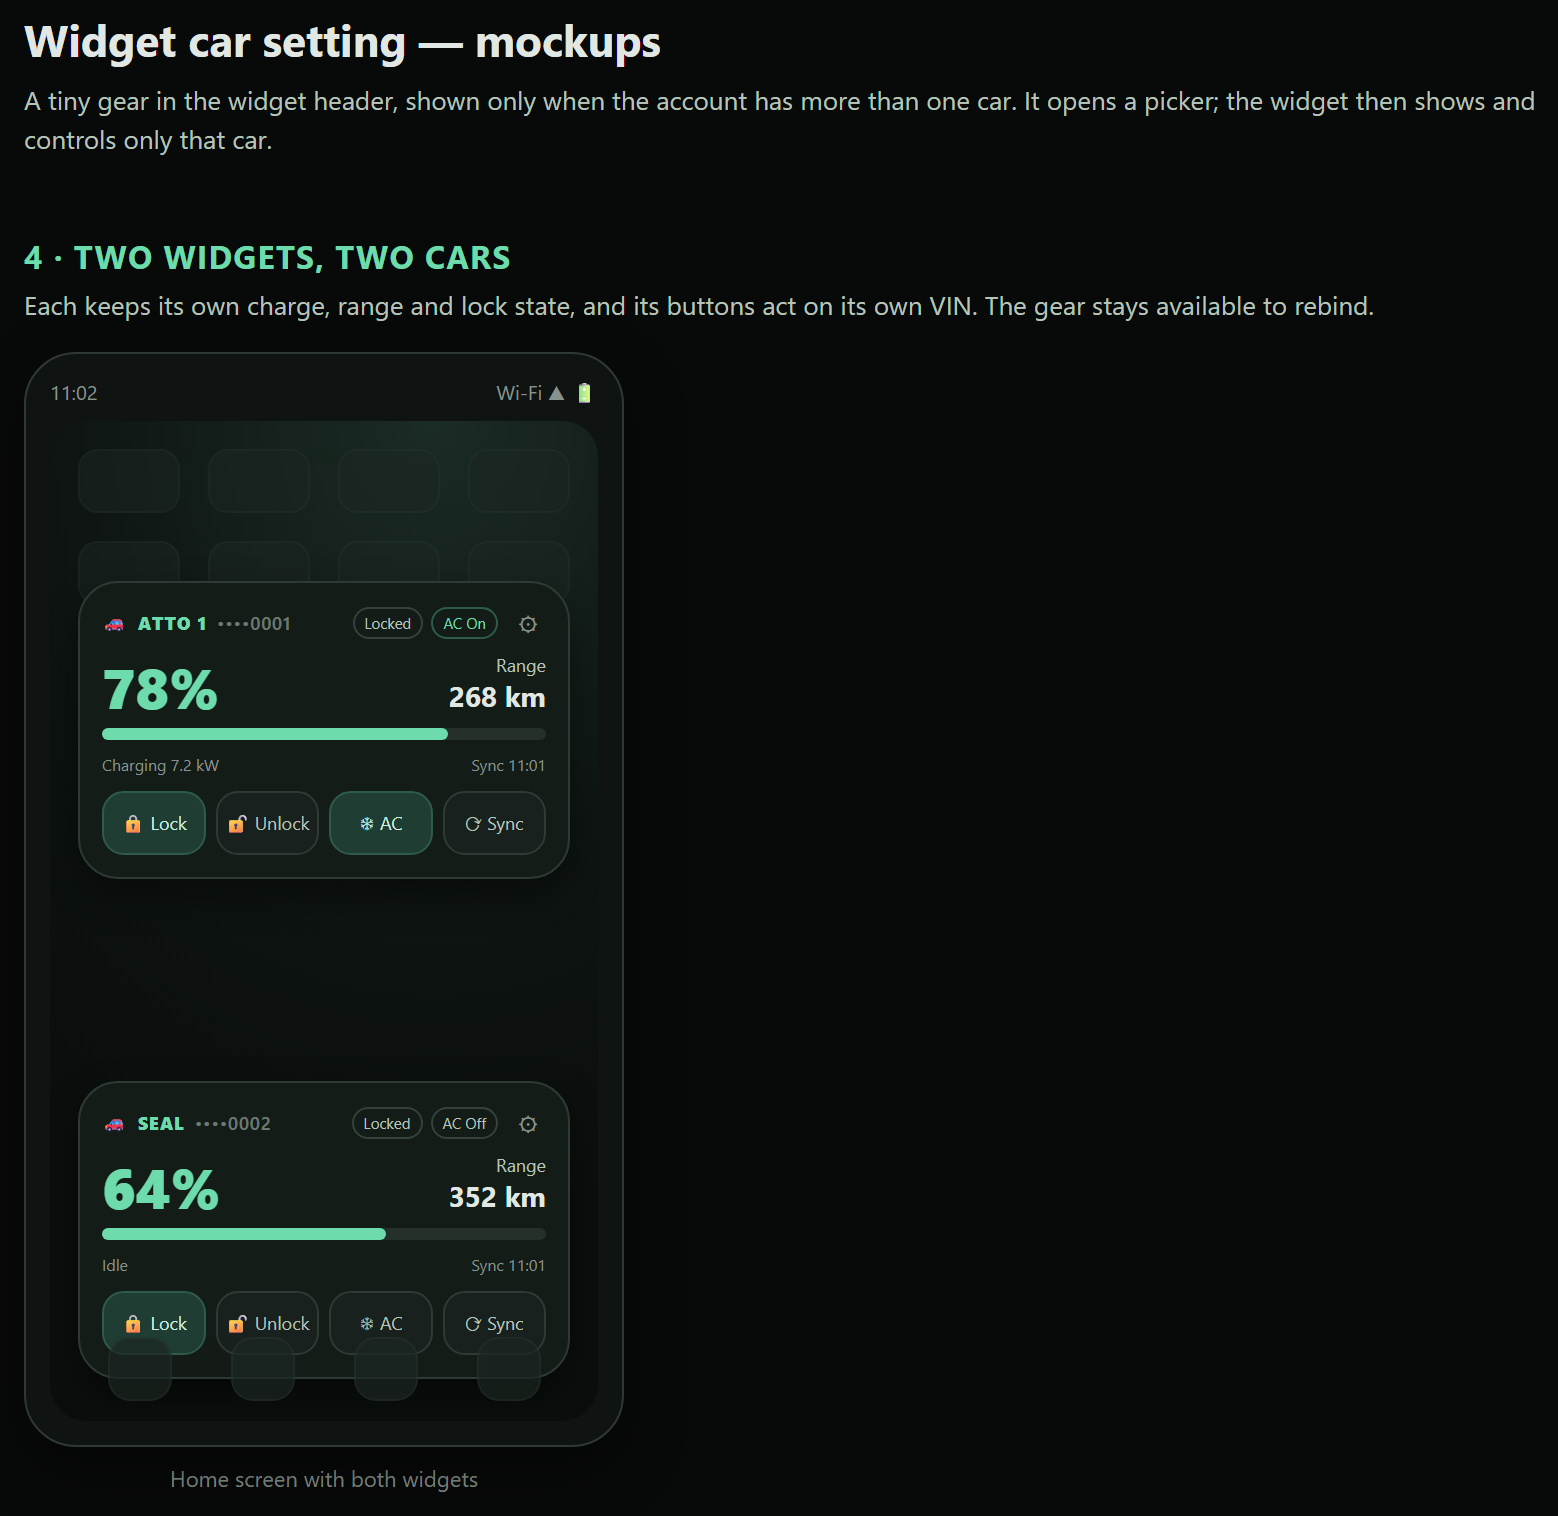 Widget car setting — mockups
A tiny gear in the widget header, shown only when the account has more than one car. It opens a picker; the widget then shows and
controls only that car.
4 · TWO WIDGETS, TWO CARS
Each keeps its own charge, range and lock state, and its buttons act on its own VIN. The gear stays available to rebind.
11:02 Wi-Fi ▲ 🔋
🚗 ATTO 1 ••••0001 Locked AC On ⚙
Range
78% 268 km
Charging 7.2 kW Sync 11:01
🔒 Lock 🔓 Unlock ❄ AC ⟳ Sync
🚗 SEAL ••••0002 Locked AC Off ⚙
Range
64% 352 km
Idle Sync 11:01
🔒 Lock 🔓 Unlock ❄ AC ⟳ Sync
Home screen with both widgets